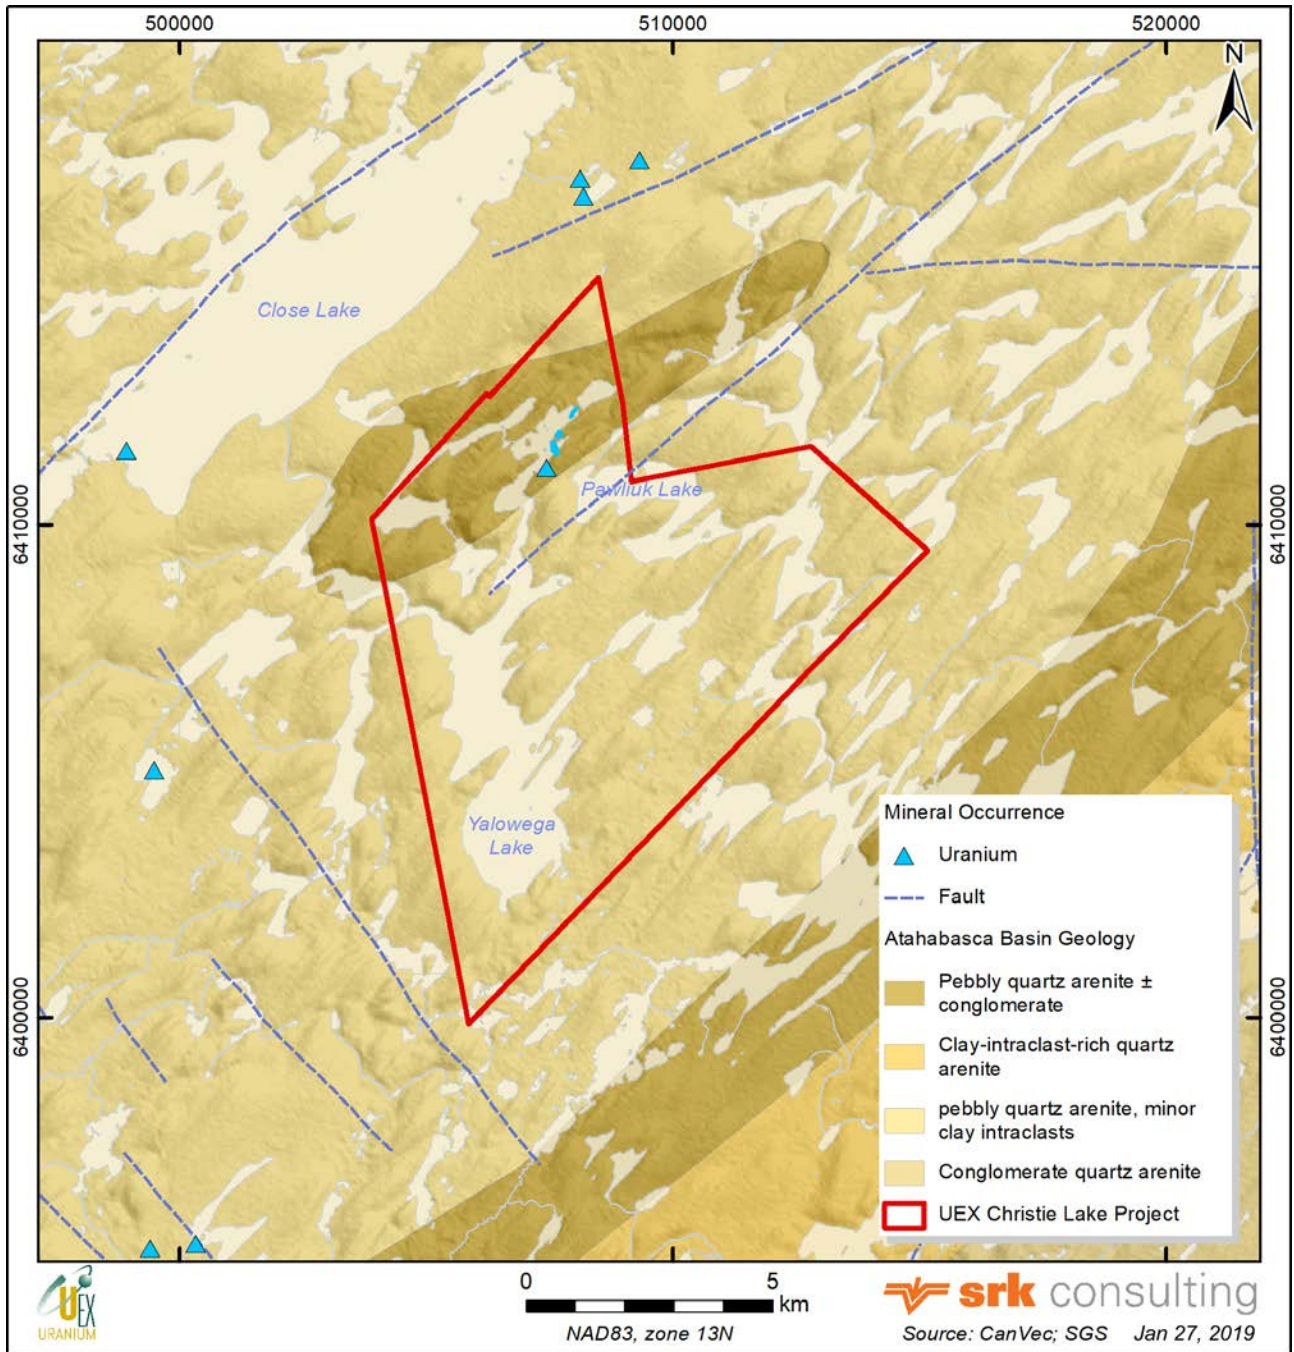 500000
510000
520000
N
Close Lake
6410000
6410000
Pawliuk Lake
Yalowega
Lake
6400000
6400000
Mineral Occurrence
Uranium
Fault
Atahabasca Basin Geology
Pebbly quartz arenite ±
conglomerate
Clay-intraclast-rich quartz
arenite
pebbly quartz arenite, minor
clay intraclasts
Conglomerate quartz arenite
UEX Christie Lake Project
UEX
URANIUM
0
5
km
NAD83, zone 13N
srk consulting
Source: CanVec; SGS Jan 27, 2019